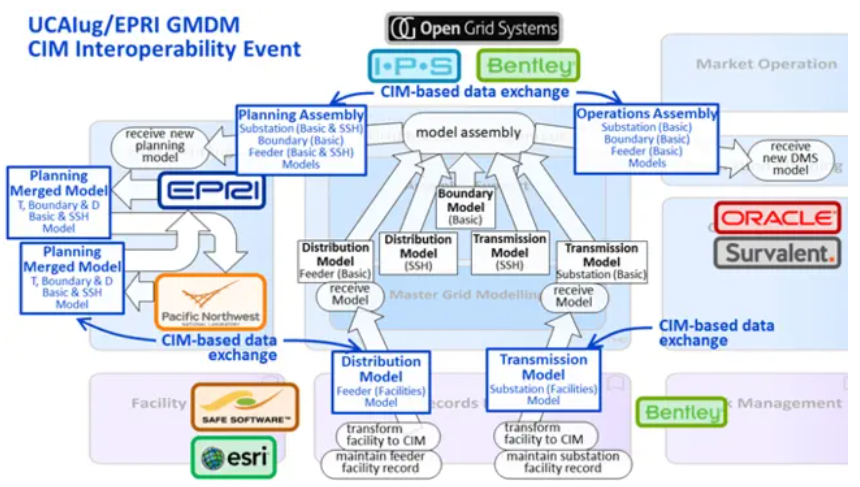 UCAIug/EPRI GMDM
CIM Interoperability Event
Open Grid Systems
I·P·S
Bentley
CIM-based data exchange
Market Operation
Planning Assembly
Substation (Basic & SSH)
Boundary (Basic)
Feeder (Basic & SSH)
Models
model assembly
Operations Assembly
Substation (Basic)
Boundary (Basic)
Feeder (Basic)
Models
receive new
planning
model
receive
new DMS
model
Planning
Merged Model
T, Boundary & D
Basic & SSH
Model
EPRI
Boundary
Model
(Basic)
ORACLE
Survalent.
Planning
Merged Model
T, Boundary & D
Basic & SSH
Model
Distribution
Model
Feeder (Basic)
Distribution
Model
(SSH)
Transmission
Model
(SSH)
Transmission
Model
Substation (Basic)
receive
Model
Master Grid Modelling
receive
Model
Pacific Northwest
NATIONAL LABORATORY
CIM-based data
exchange
CIM-based data
exchange
Distribution
Model
Feeder (Facilities)
Model
Transmission
Model
Substation (Facilities)
Model
Facility
SAFE SOFTWARE™
Records
Bentley
Management
transform
facility to CIM
transform
facility to CIM
esri
maintain feeder
facility record
maintain substation
facility record